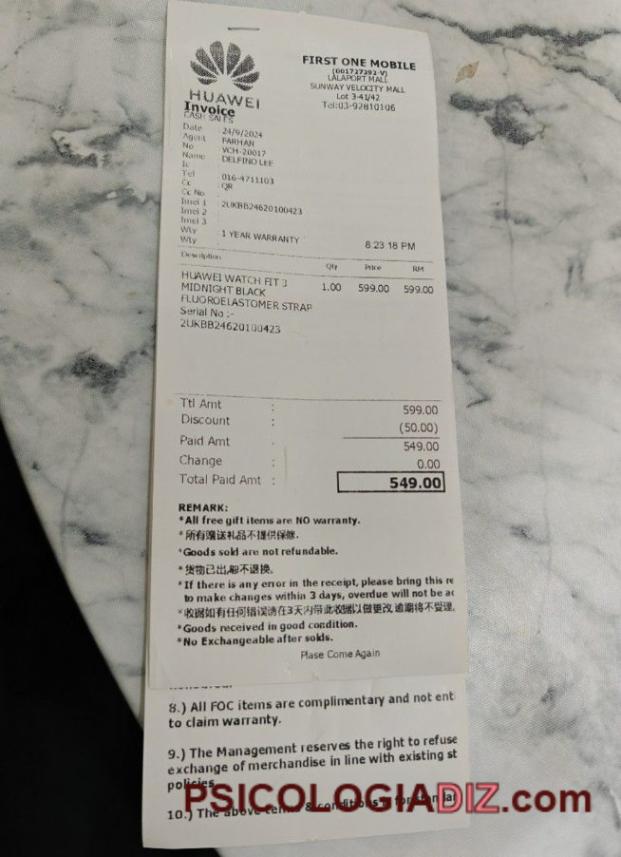 HUAWEI
FIRST ONE MOBILE
(001727392-V)
LALAPORT MALL
SUNWAY VELOCITY MALL
Lot 3-41/42
Tel:03-92810106
Invoice
CASH SALES
Date : 24/9/2024
Agent : FARHAN
No : VCH-20017
Name : DELFINO LEE
Ic
Tel : 016-4711103
Cc : QR
Cc No
Imei 1 : 2UKBB24620100423
Imei 2
Imei 3
Wty : 1 YEAR WARRANTY
Wty
8:23:18 PM
Description Qty Price RM
HUAWEI WATCH FIT 3 1.00 599.00 599.00
MIDNIGHT BLACK
FLUOROELASTOMER STRAP
Serial No :-
2UKBB24620100423
Ttl Amt : 599.00
Discount : (50.00)
Paid Amt : 549.00
Change : 0.00
Total Paid Amt : 549.00
REMARK:
*All free gift items are NO warranty.
*所有赠送礼品不提供保修.
*Goods sold are not refundable.
*货物已出,恕不退换.
*If there is any error in the receipt, please bring this re
to make changes within 3 days, overdue will not be ac
*收据如有任何错误请在3天内带此收据以做更改,逾期将不受理.
*Goods received in good condition.
*No Exchangeable after solds.
Plase Come Again
8.) All FOC items are complimentary and not ent
to claim warranty.
9.) The Management reserves the right to refuse
exchange of merchandise in line with existing st
policies
10.) The above terms & conditions
PSICOLOGIADIZ.com